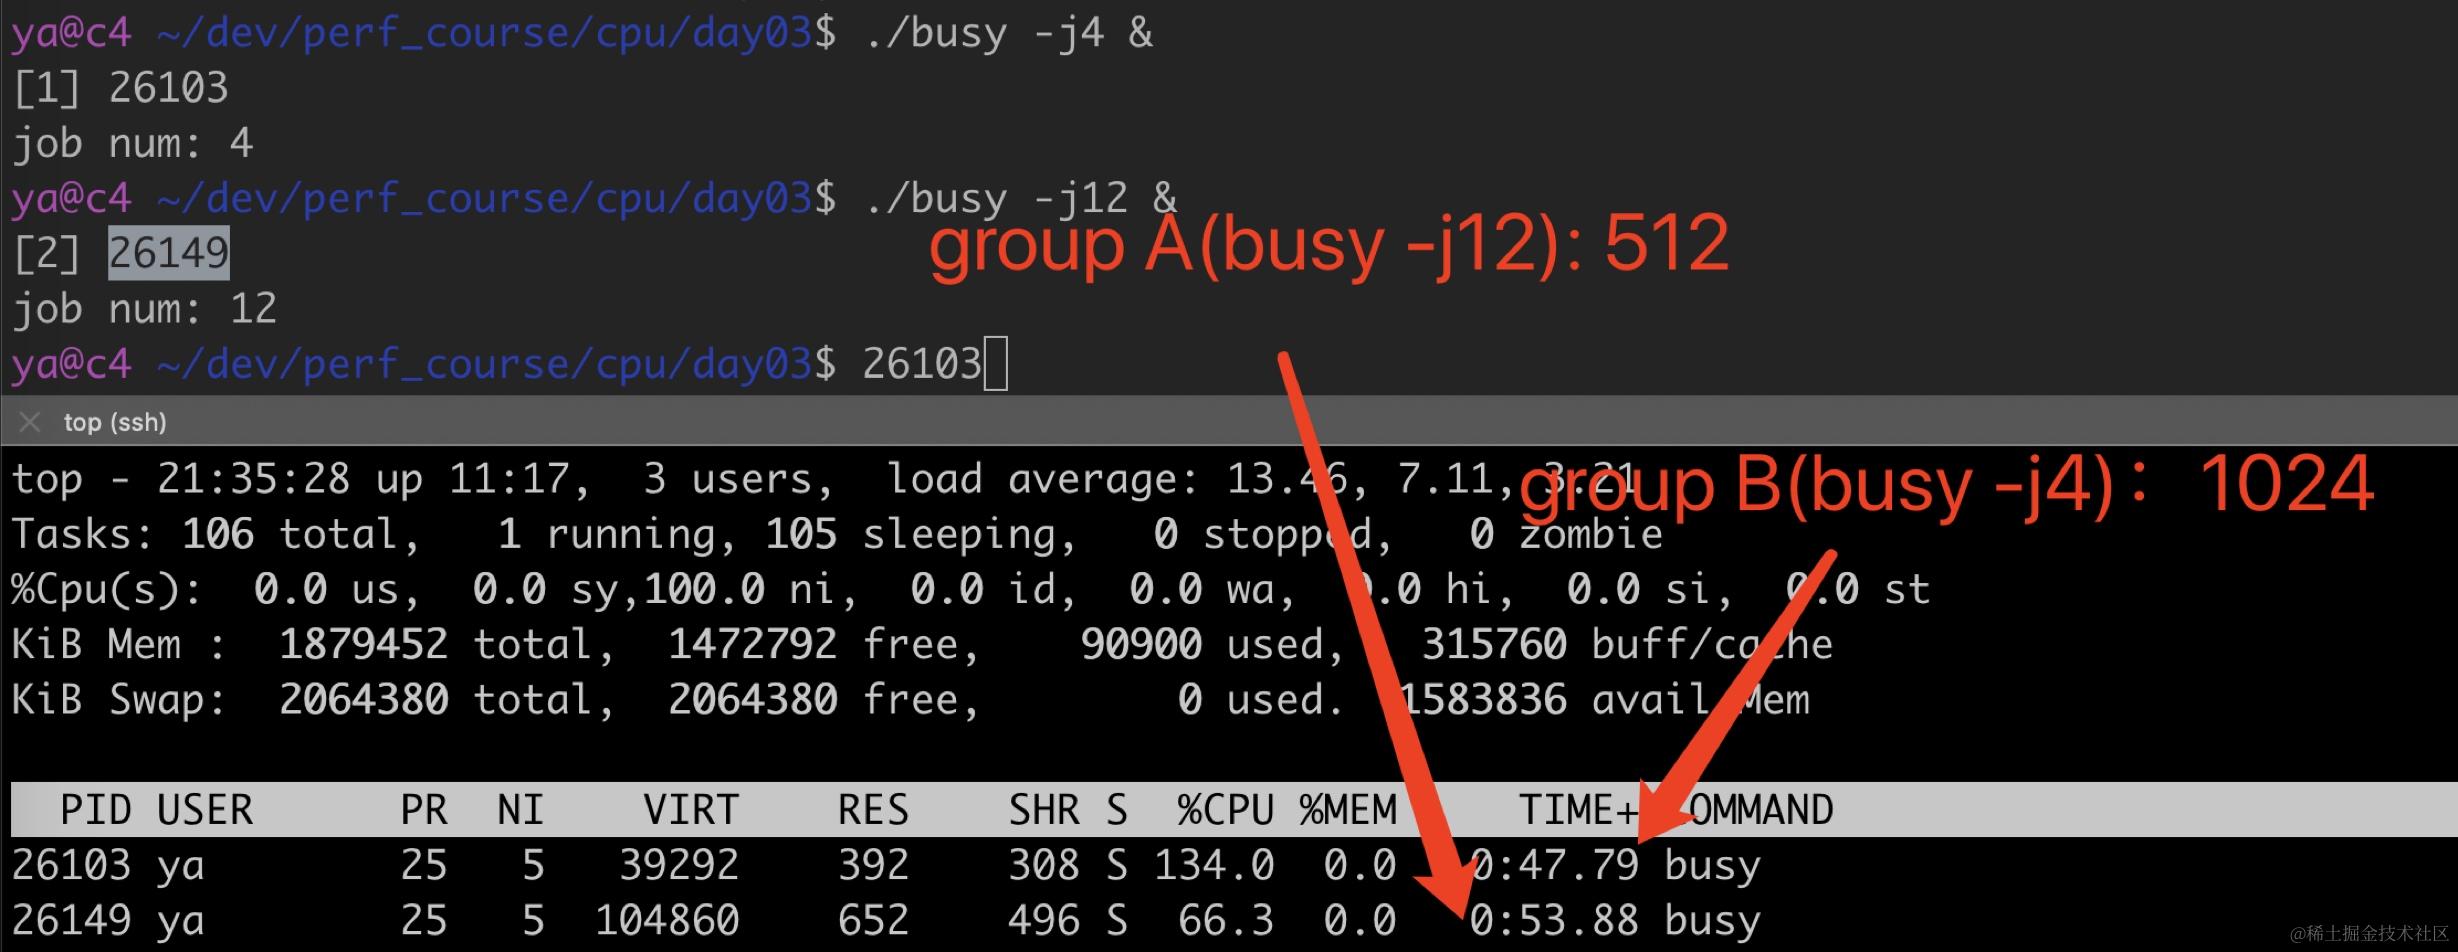 ya@c4 ~/dev/perf_course/cpu/day03$ ./busy -j4 &
[1] 26103
job num: 4
ya@c4 ~/dev/perf_course/cpu/day03$ ./busy -j12 &
group A(busy -j12): 512
[2] 26149
job num: 12
ya@c4 ~/dev/perf_course/cpu/day03$ 26103
top (ssh)
top - 21:35:28 up 11:17, 3 users, load average: 13.46, 7.11, 3.21
group B(busy -j4): 1024
Tasks: 106 total, 1 running, 105 sleeping, 0 stopped, 0 zombie
%Cpu(s): 0.0 us, 0.0 sy,100.0 ni, 0.0 id, 0.0 wa, 0.0 hi, 0.0 si, 0.0 st
KiB Mem : 1879452 total, 1472792 free, 90900 used, 315760 buff/cache
KiB Swap: 2064380 total, 2064380 free, 0 used. 1583836 avail Mem
PID USER PR NI VIRT RES SHR S %CPU %MEM TIME+ COMMAND
26103 ya 25 5 39292 392 308 S 134.0 0.0 0:47.79 busy
26149 ya 25 5 104860 652 496 S 66.3 0.0 0:53.88 busy
@稀土掘金技术社区